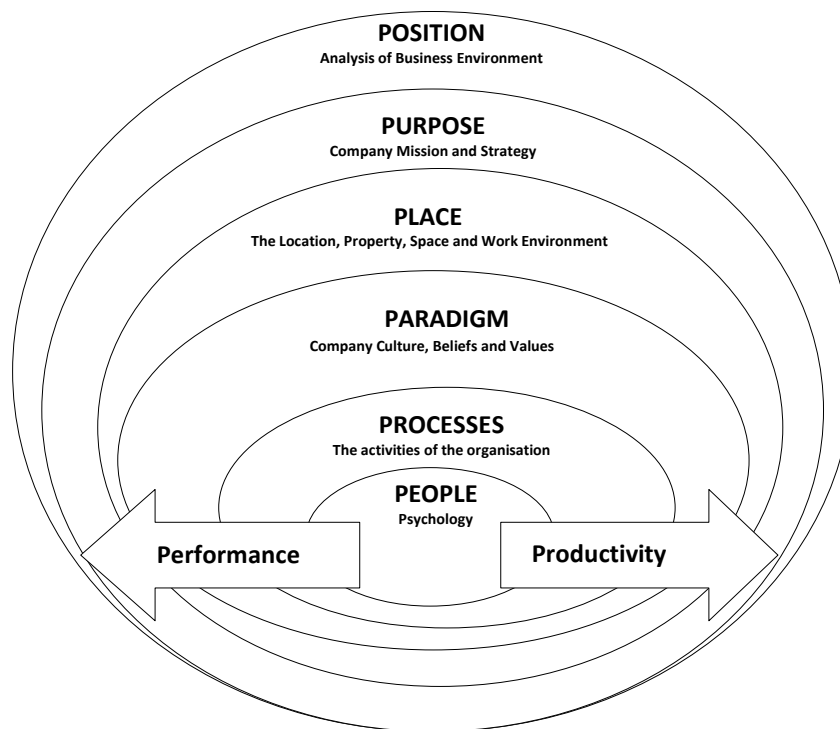 POSITION
Analysis of Business Environment
PURPOSE
Company Mission and Strategy
PLACE
The Location, Property, Space and Work Environment
PARADIGM
Company Culture, Beliefs and Values
PROCESSES
The activities of the organisation
PEOPLE
Psychology
Performance
Productivity